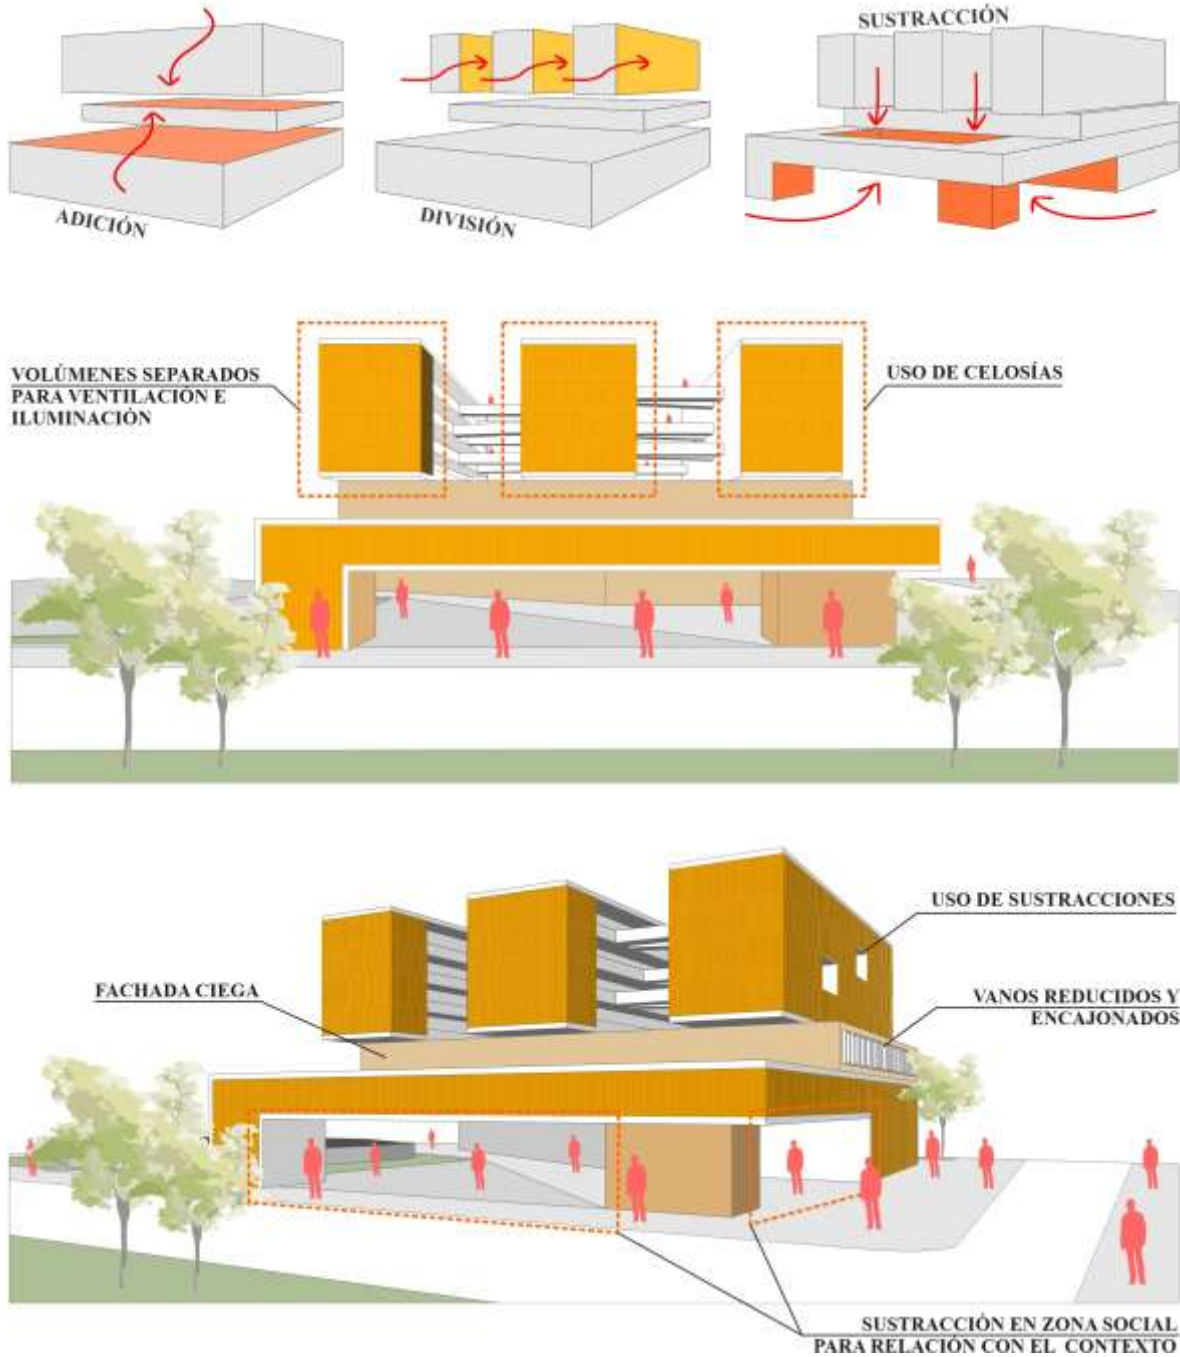 SUSTRACCIÓN
ADICIÓN
DIVISIÓN
VOLÚMENES SEPARADOS
PARA VENTILACIÓN E
ILUMINACIÓN
USO DE CELOSÍAS
USO DE SUSTRACCIONES
FACHADA CIEGA
VANOS REDUCIDOS Y
ENCAJONADOS
SUSTRACCIÓN EN ZONA SOCIAL
PARA RELACIÓN CON EL CONTEXTO